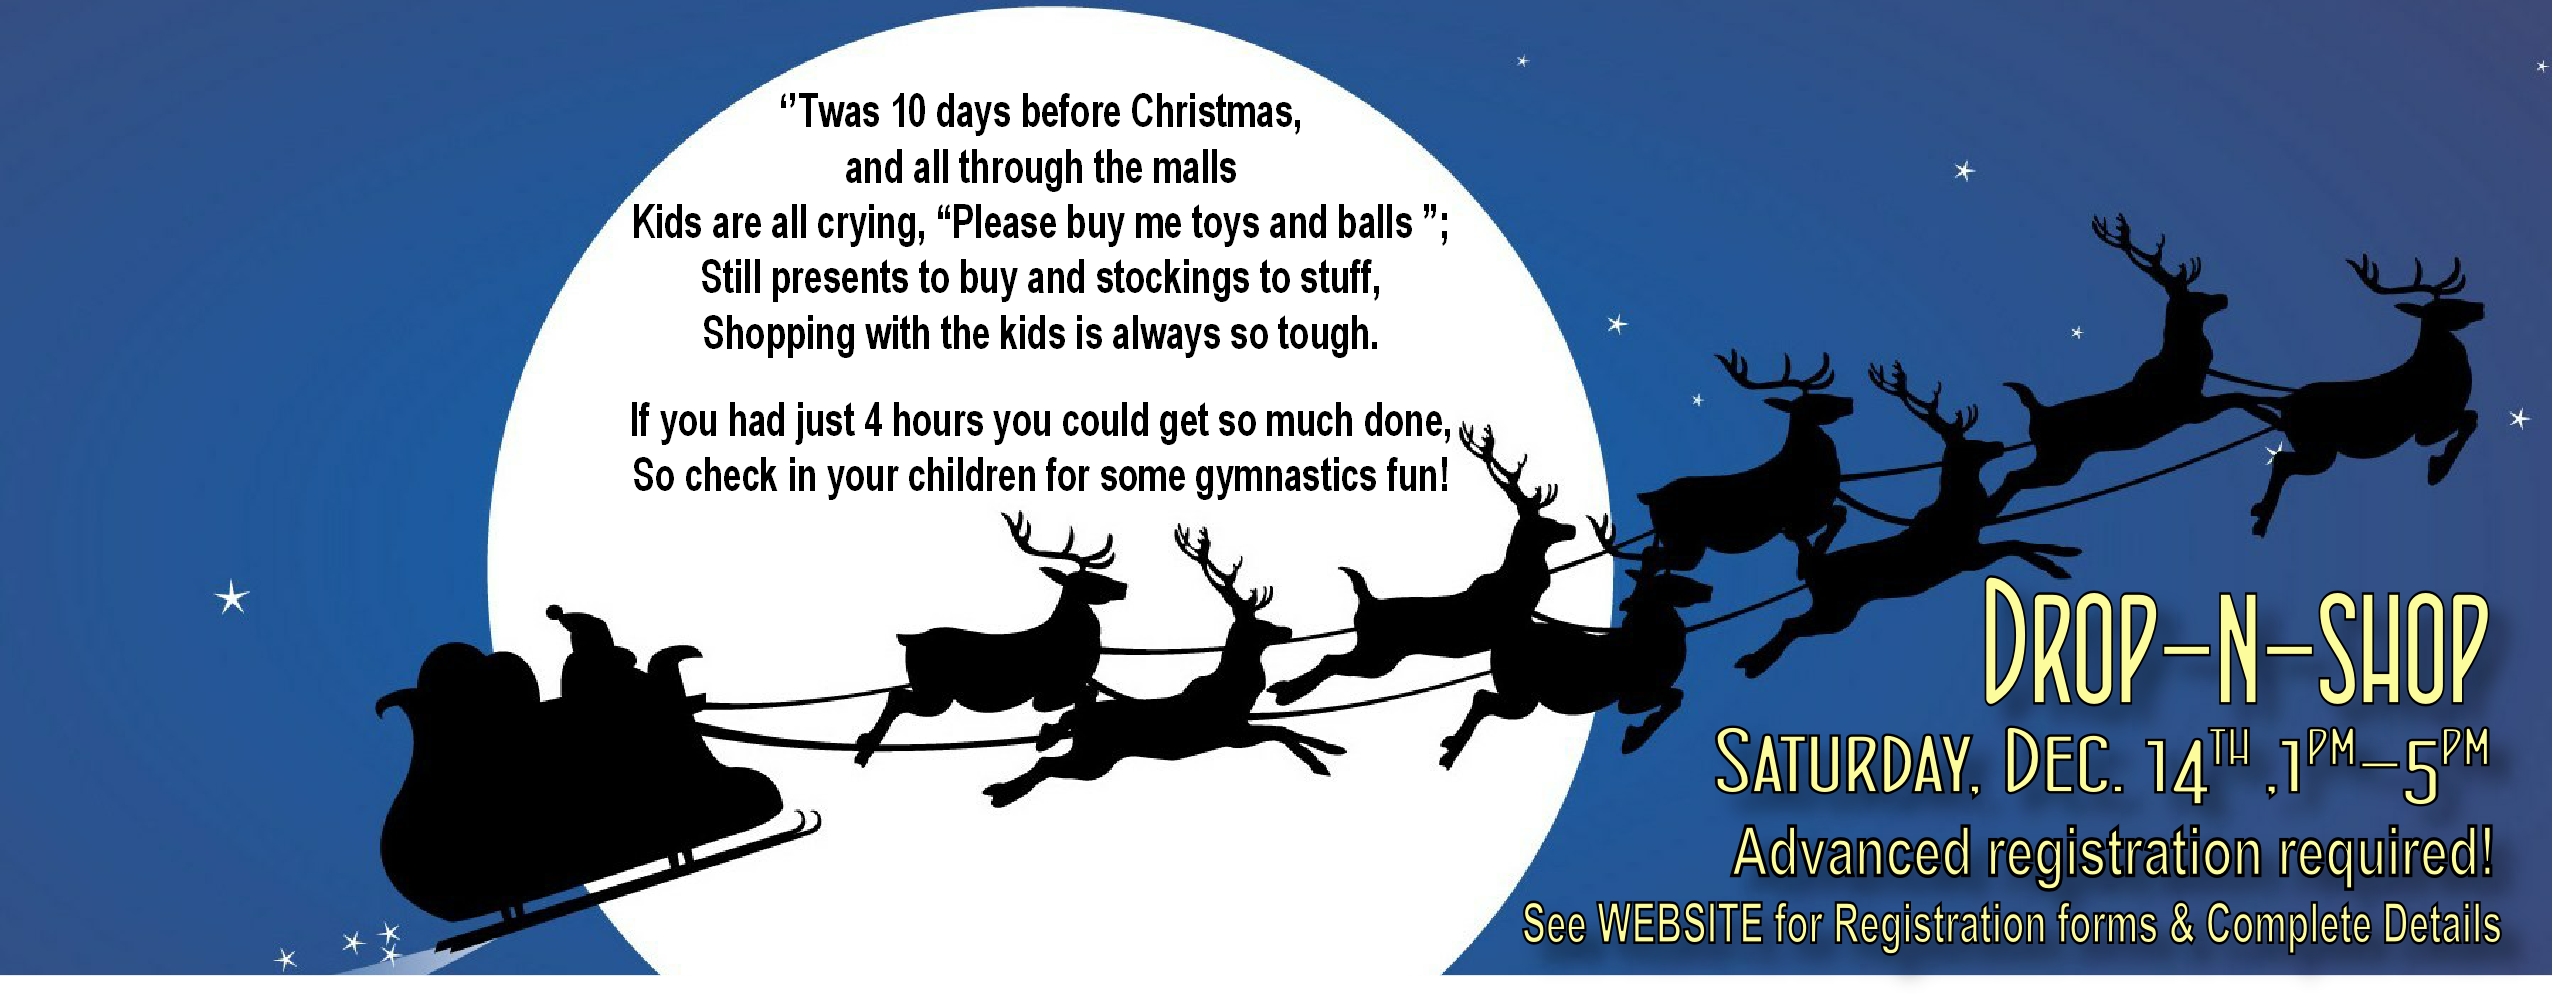 ‘’Twas 10 days before Christmas,
and all through the malls
Kids are all crying, “Please buy me toys and balls ”;
Still presents to buy and stockings to stuff,
Shopping with the kids is always so tough.
If you had just 4 hours you could get so much done,
So check in your children for some gymnastics fun!
DROP-N-SHOP
SATURDAY, DEC. 14TH ,1PM-5PM
Advanced registration required!
See WEBSITE for Registration forms & Complete Details